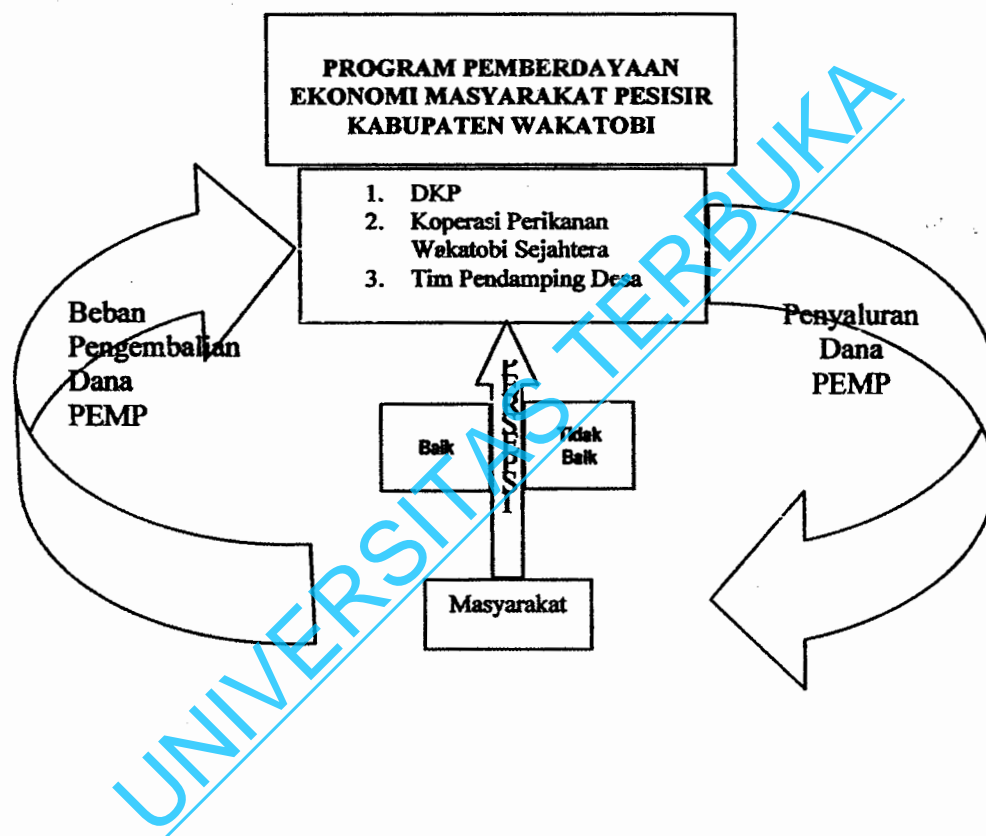 PROGRAM PEMBERDAYAAN
EKONOMI MASYARAKAT PESISIR
KABUPATEN WAKATOBI
1. DKP
2. Koperasi Perikanan
Wakatobi Sejahtera
3. Tim Pendamping Desa
Beban
Pengembalian
Dana
PEMP
Penyaluran
Dana
PEMP
PERSEPSI
Baik
Tidak
Baik
Masyarakat
UNIVERSITAS TERBUKA